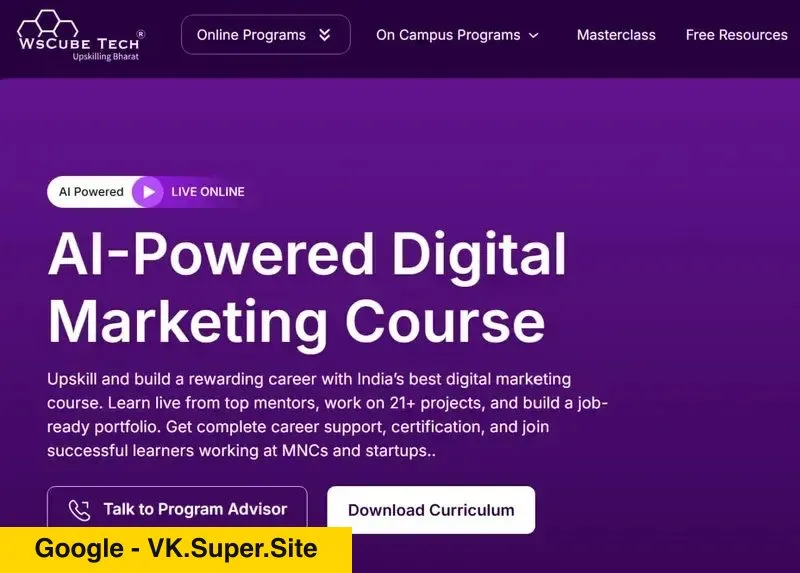 WsCube Tech®
Upskilling Bharat
Online Programs
On Campus Programs
Masterclass
Free Resources
AI Powered
LIVE ONLINE
AI-Powered Digital
Marketing Course
Upskill and build a rewarding career with India's best digital marketing
course. Learn live from top mentors, work on 21+ projects, and build a job-
ready portfolio. Get complete career support, certification, and join
successful learners working at MNCs and startups..
Talk to Program Advisor
Download Curriculum
Google - VK.Super.Site